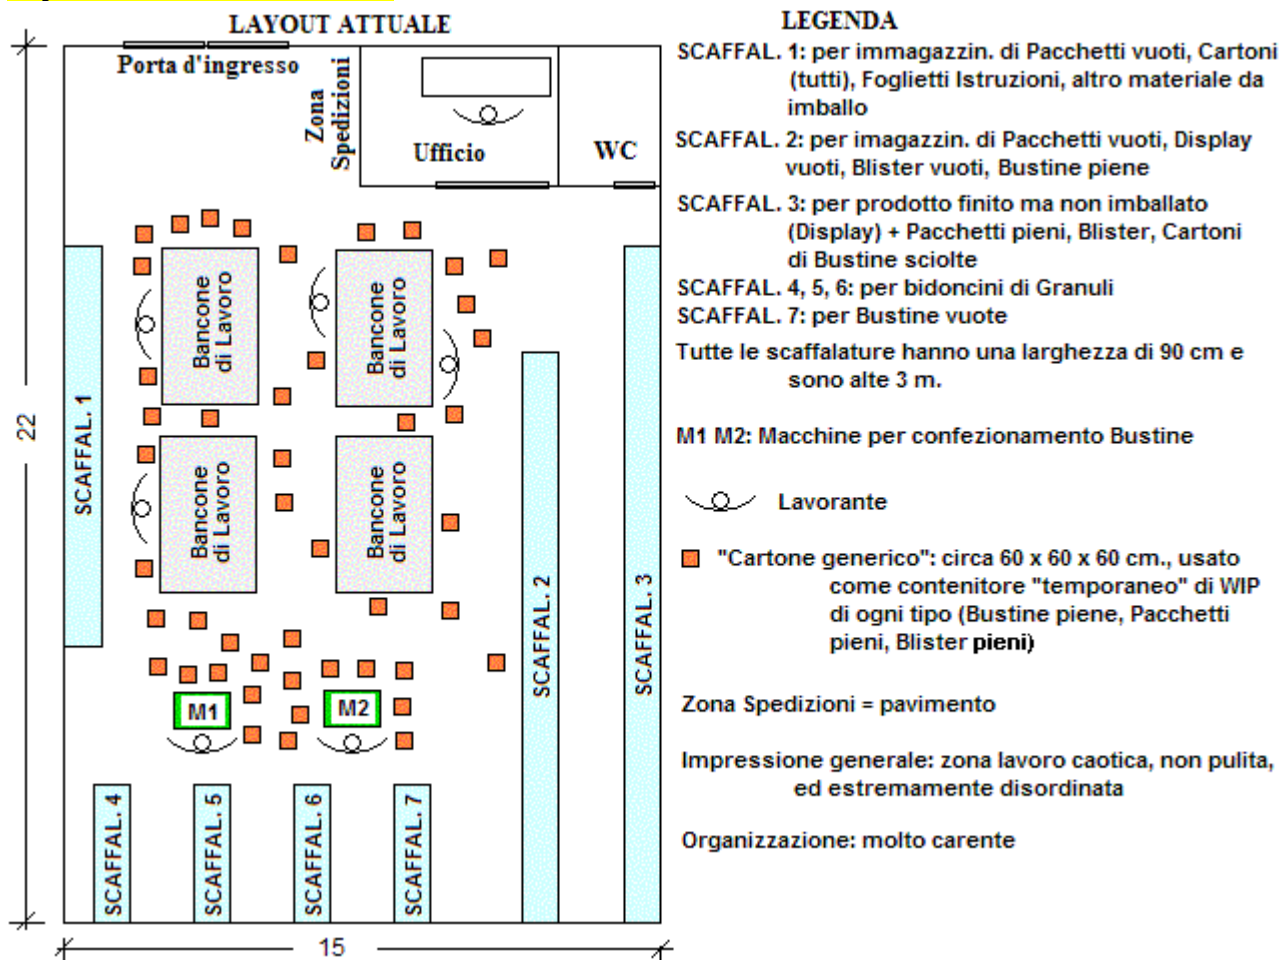 LAYOUT ATTUALE
Porta d'ingresso
Zona
Spedizioni
Ufficio
WC
Bancone
di Lavoro
Bancone
di Lavoro
Bancone
di Lavoro
Bancone
di Lavoro
SCAFFAL. 1
SCAFFAL. 2
SCAFFAL. 3
M1
M2
SCAFFAL. 4
SCAFFAL. 5
SCAFFAL. 6
SCAFFAL. 7
22
15
LEGENDA
SCAFFAL. 1: per immagazzin. di Pacchetti vuoti, Cartoni
(tutti), Foglietti Istruzioni, altro materiale da
imballo
SCAFFAL. 2: per imagazzin. di Pacchetti vuoti, Display
vuoti, Blister vuoti, Bustine piene
SCAFFAL. 3: per prodotto finito ma non imballato
(Display) + Pacchetti pieni, Blister, Cartoni
di Bustine sciolte
SCAFFAL. 4, 5, 6: per bidoncini di Granuli
SCAFFAL. 7: per Bustine vuote
Tutte le scaffalature hanno una larghezza di 90 cm e
sono alte 3 m.
M1 M2: Macchine per confezionamento Bustine
Lavorante
"Cartone generico": circa 60 x 60 x 60 cm., usato
come contenitore "temporaneo" di WIP
di ogni tipo (Bustine piene, Pacchetti
pieni, Blister pieni)
Zona Spedizioni = pavimento
Impressione generale: zona lavoro caotica, non pulita,
ed estremamente disordinata
Organizzazione: molto carente